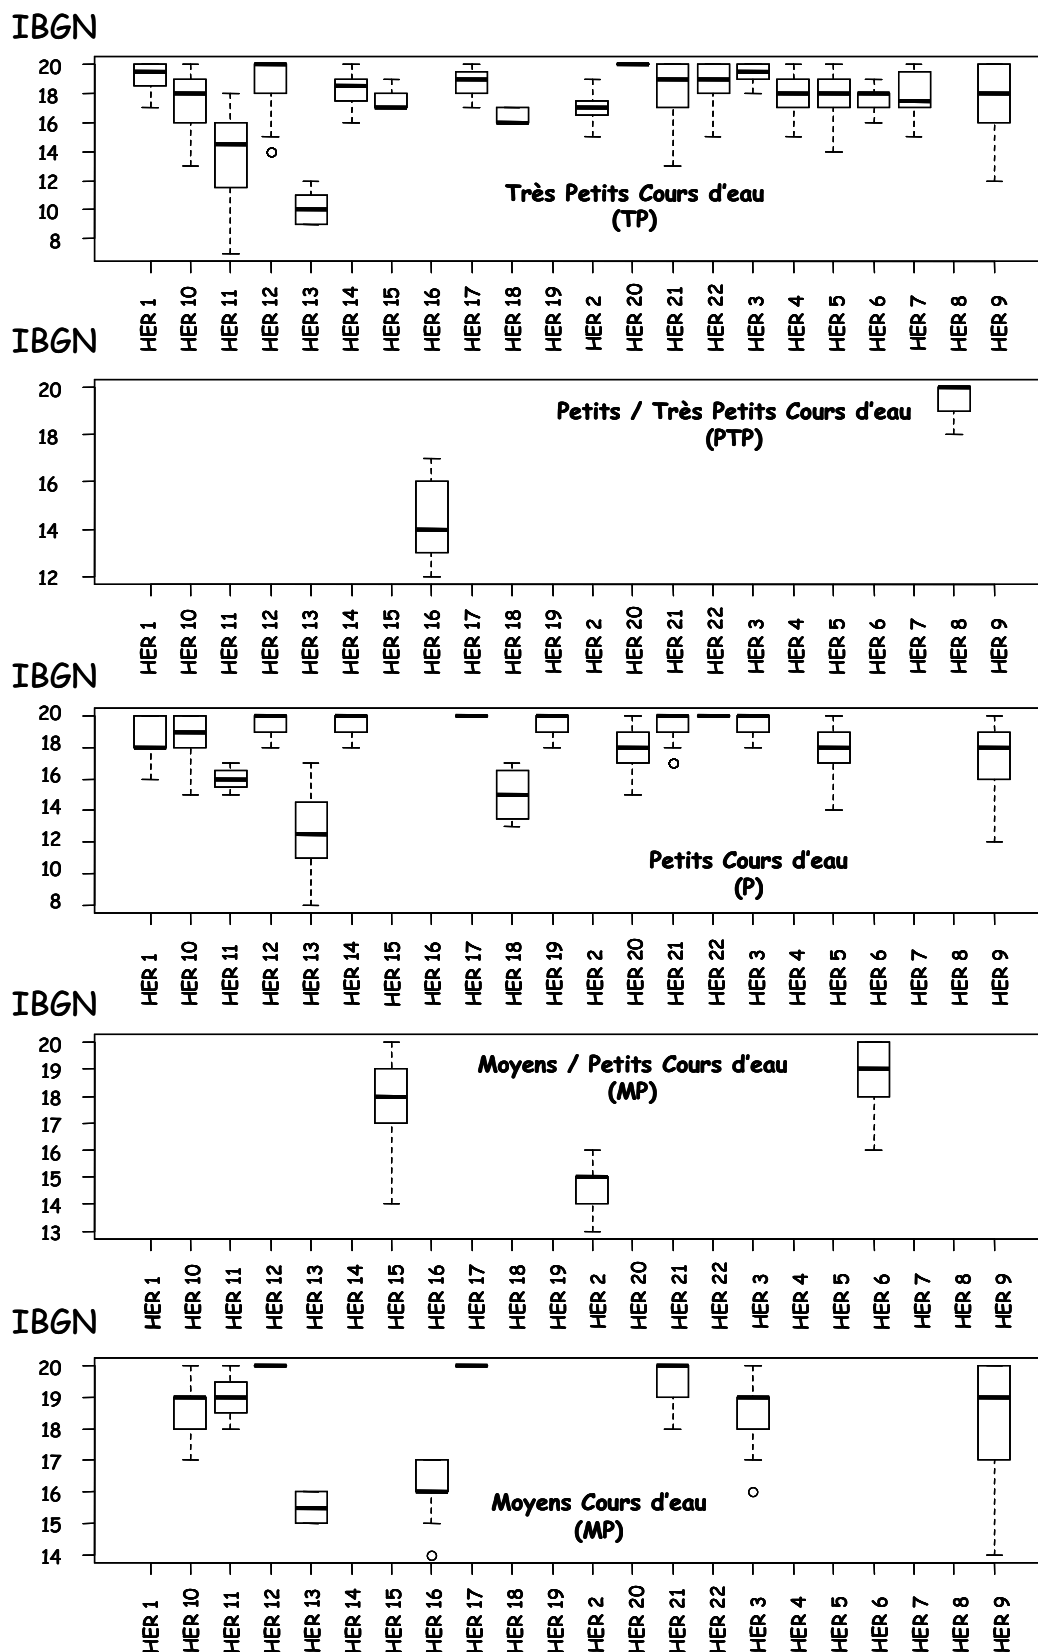 IBGN
20
18
16
14
12
10
8
Très Petits Cours d'eau
(TP)
HER 1 HER 10 HER 11 HER 12 HER 13 HER 14 HER 15 HER 16 HER 17 HER 18 HER 19 HER 2 HER 20 HER 21 HER 22 HER 3 HER 4 HER 5 HER 6 HER 7 HER 8 HER 9
IBGN
20
18
16
14
12
Petits / Très Petits Cours d'eau
(PTP)
HER 1 HER 10 HER 11 HER 12 HER 13 HER 14 HER 15 HER 16 HER 17 HER 18 HER 19 HER 2 HER 20 HER 21 HER 22 HER 3 HER 4 HER 5 HER 6 HER 7 HER 8 HER 9
IBGN
20
18
16
14
12
10
8
Petits Cours d'eau
(P)
HER 1 HER 10 HER 11 HER 12 HER 13 HER 14 HER 15 HER 16 HER 17 HER 18 HER 19 HER 2 HER 20 HER 21 HER 22 HER 3 HER 4 HER 5 HER 6 HER 7 HER 8 HER 9
IBGN
20
19
18
17
16
15
14
13
Moyens / Petits Cours d'eau
(MP)
HER 1 HER 10 HER 11 HER 12 HER 13 HER 14 HER 15 HER 16 HER 17 HER 18 HER 19 HER 2 HER 20 HER 21 HER 22 HER 3 HER 4 HER 5 HER 6 HER 7 HER 8 HER 9
IBGN
20
19
18
17
16
15
14
Moyens Cours d'eau
(MP)
HER 1 HER 10 HER 11 HER 12 HER 13 HER 14 HER 15 HER 16 HER 17 HER 18 HER 19 HER 2 HER 20 HER 21 HER 22 HER 3 HER 4 HER 5 HER 6 HER 7 HER 8 HER 9